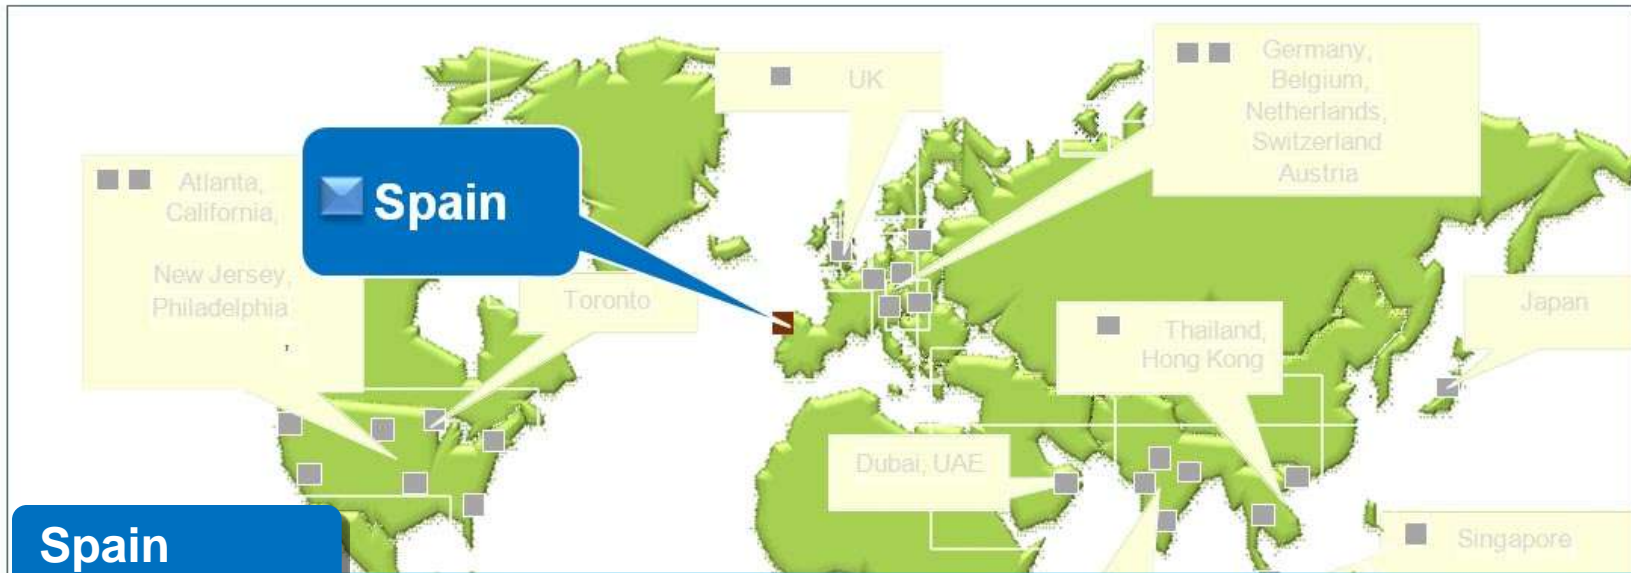 UK
Germany,
Belgium,
Netherlands,
Switzerland
Austria
Atlanta,
California,
New Jersey,
Philadelphia
Spain
Toronto
Japan
Thailand,
Hong Kong
Dubai, UAE
Singapore
Spain